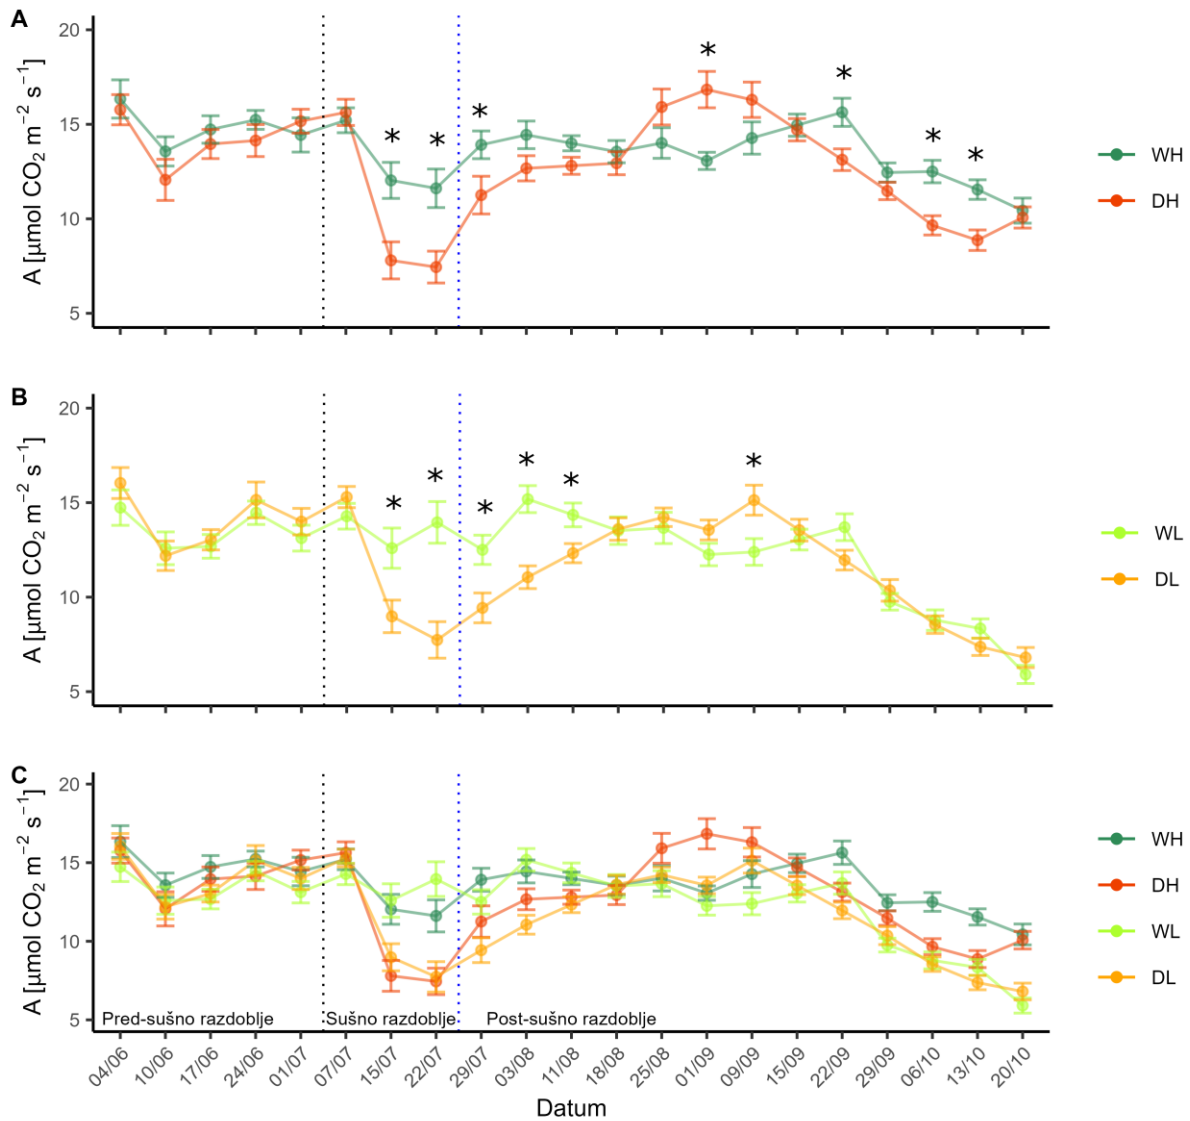 A
20
15
10
5
A [µmol CO₂ m⁻² s⁻¹]
* * * * * * *
WH
DH
B
20
15
10
5
A [µmol CO₂ m⁻² s⁻¹]
* * * * * *
WL
DL
C
20
15
10
5
A [µmol CO₂ m⁻² s⁻¹]
WH
DH
WL
DL
Pred-sušno razdoblje Sušno razdoblje Post-sušno razdoblje
04/06 10/06 17/06 24/06 01/07 07/07 15/07 22/07 29/07 03/08 11/08 18/08 25/08 01/09 09/09 15/09 22/09 29/09 06/10 13/10 20/10
Datum